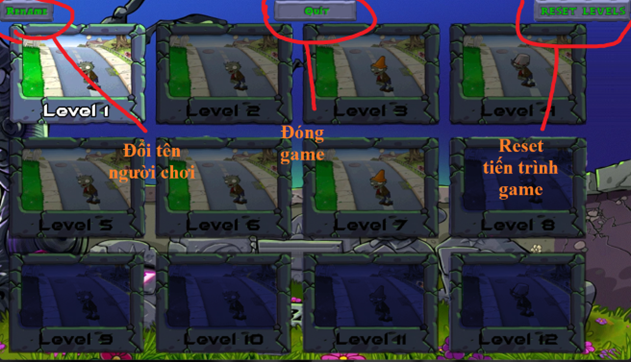 RENAME
QUIT
RESET LEVELS
Level 1
Level 2
Level 3
Level 4
Đổi tên
người chơi
Đóng
game
Reset
tiến trình
game
Level 5
Level 6
Level 7
Level 8
Level 9
Level 10
Level 11
Level 12